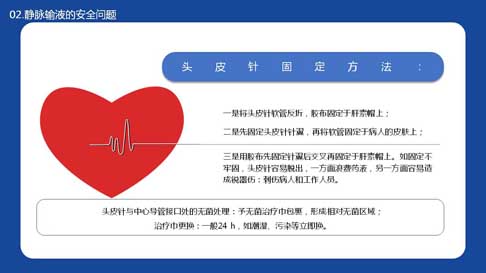 02.静脉输液的安全问题
头皮针固定方法：
一是将头皮针软管反折，胶布固定于肝素帽上；
二是先固定头皮针针翼，再将软管固定于病人的皮肤上；
三是用胶布先固定针翼后交叉再固定于肝素帽上。如固定不
牢固，头皮针容易脱出，一方面浪费药液，另一方面容易造
成锐器伤：刺伤病人和工作人员。
头皮针与中心导管接口处的无菌处理：予无菌治疗巾包裹，形成相对无菌区域；
治疗巾更换：一般24 h，如潮湿、污染等立即换。